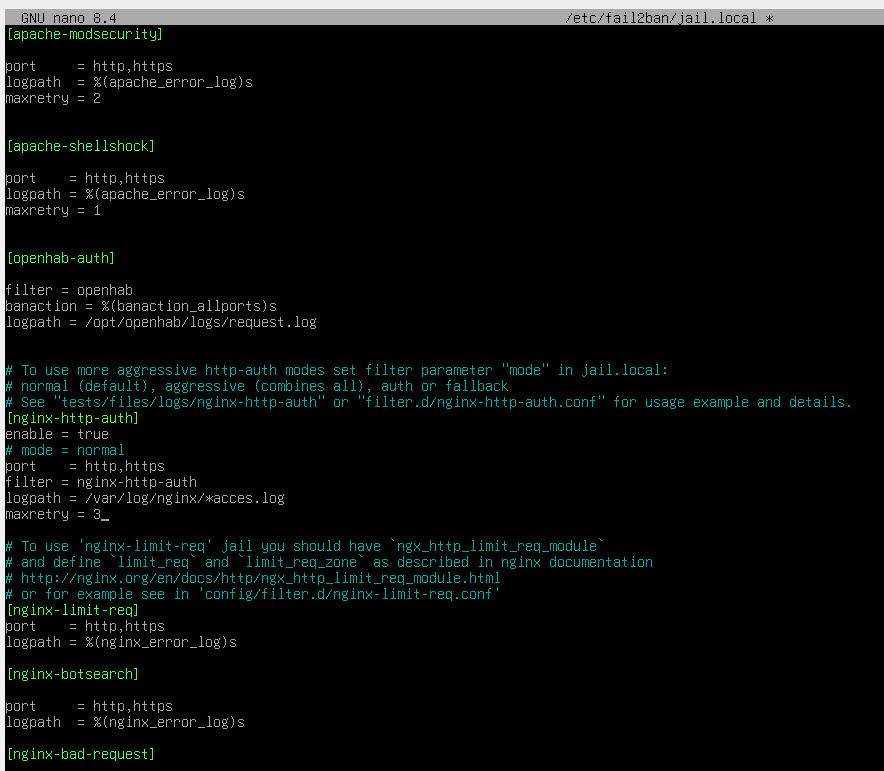 GNU nano 8.4 /etc/fail2ban/jail.local *
[apache-modsecurity]
port     = http,https
logpath  = %(apache_error_log)s
maxretry = 2
[apache-shellshock]
port    = http,https
logpath = %(apache_error_log)s
maxretry = 1
[openhab-auth]
filter = openhab
banaction = %(banaction_allports)s
logpath = /opt/openhab/logs/request.log
# To use more aggressive http-auth modes set filter parameter "mode" in jail.local:
# normal (default), aggressive (combines all), auth or fallback
# See "tests/files/logs/nginx-http-auth" or "filter.d/nginx-http-auth.conf" for usage example and details.
[nginx-http-auth]
enable = true
# mode = normal
port    = http,https
filter = nginx-http-auth
logpath = /var/log/nginx/*acces.log
maxretry = 3_
# To use 'nginx-limit-req' jail you should have `ngx_http_limit_req_module`
# and define `limit_req` and `limit_req_zone` as described in nginx documentation
# http://nginx.org/en/docs/http/ngx_http_limit_req_module.html
# or for example see in 'config/filter.d/nginx-limit-req.conf'
[nginx-limit-req]
port    = http,https
logpath = %(nginx_error_log)s
[nginx-botsearch]
port     = http,https
logpath  = %(nginx_error_log)s
[nginx-bad-request]